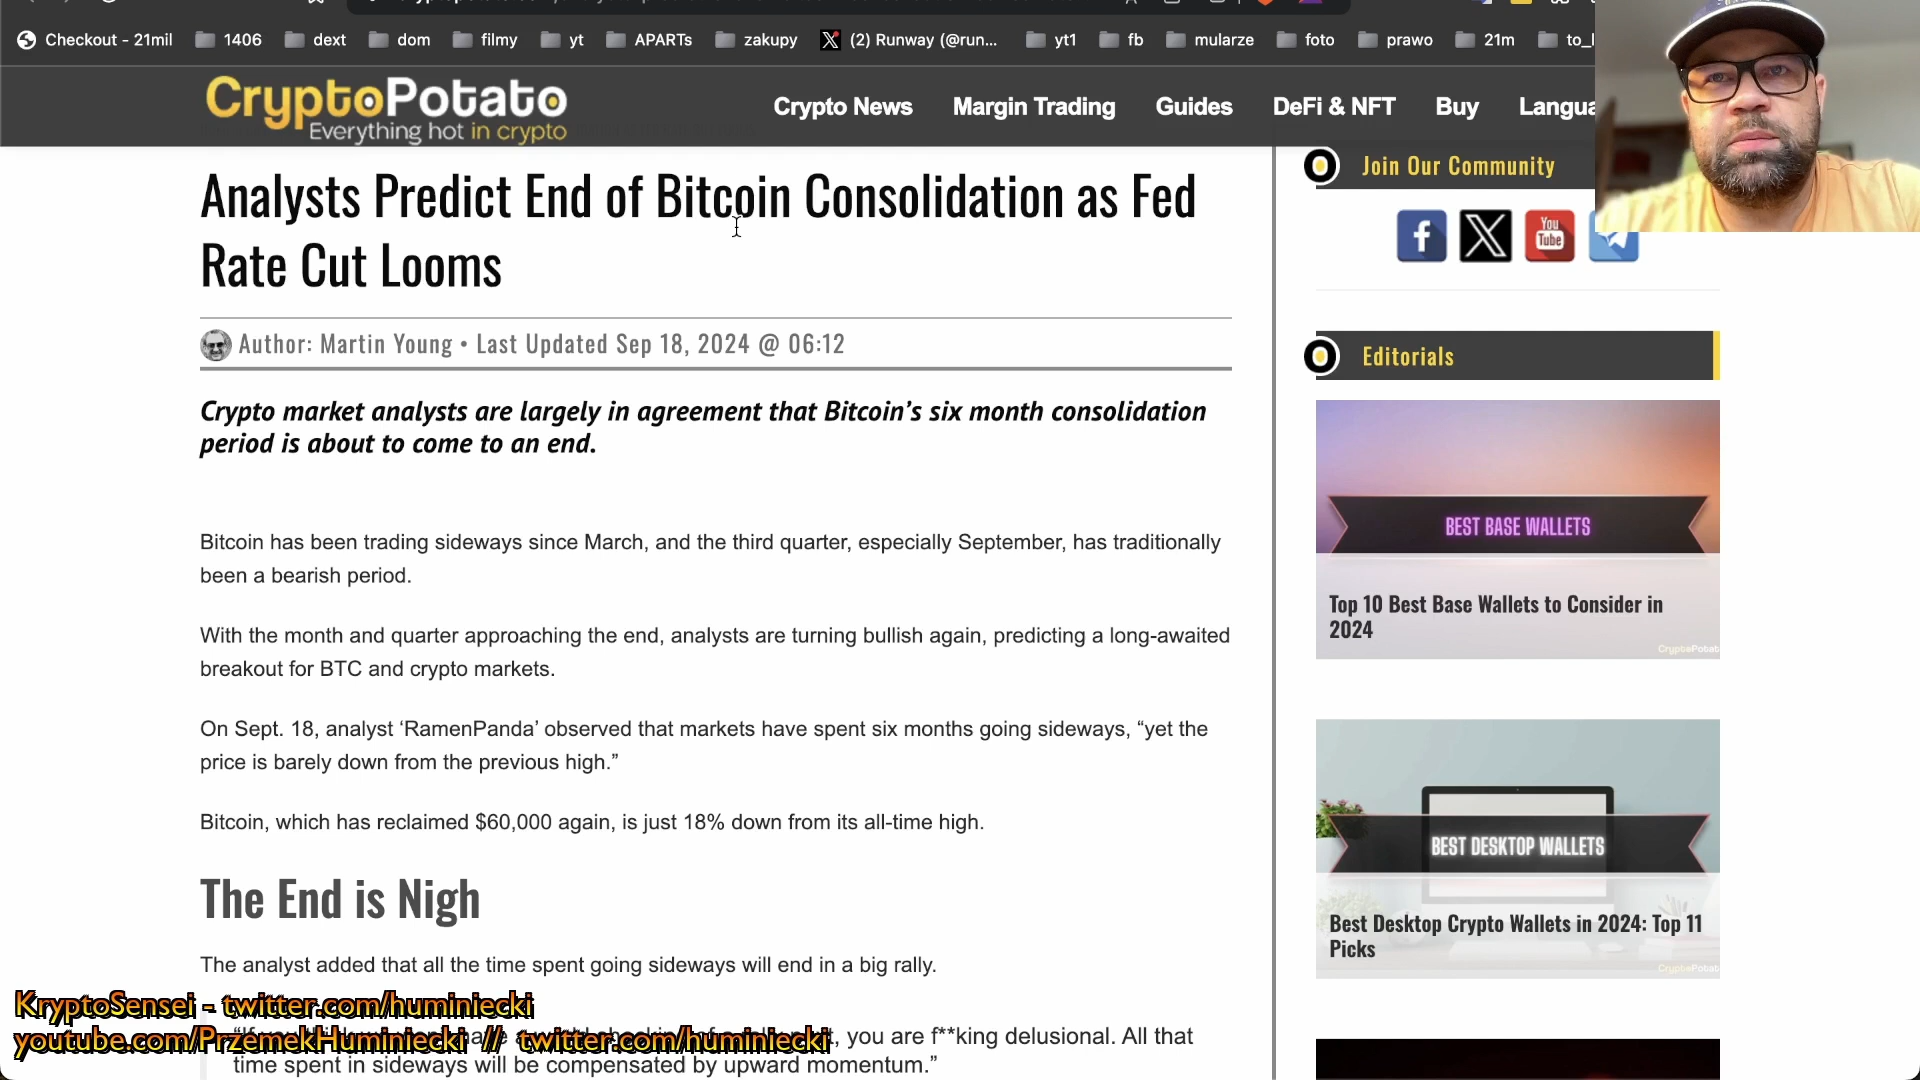 Checkout - 21mil 1406 dext dom filmy yt APARTs zakupy (2) Runway (@run... yt1 fb mularze foto prawo 21m
CryptoPotato
Everything hot in crypto
Crypto News Margin Trading Guides DeFi & NFT Buy Langua
Analysts Predict End of Bitcoin Consolidation as Fed
Rate Cut Looms
Author: Martin Young • Last Updated Sep 18, 2024 @ 06:12
Crypto market analysts are largely in agreement that Bitcoin’s six month consolidation
period is about to come to an end.
Bitcoin has been trading sideways since March, and the third quarter, especially September, has traditionally
been a bearish period.
With the month and quarter approaching the end, analysts are turning bullish again, predicting a long-awaited
breakout for BTC and crypto markets.
On Sept. 18, analyst ‘RamenPanda’ observed that markets have spent six months going sideways, “yet the
price is barely down from the previous high.”
Bitcoin, which has reclaimed $60,000 again, is just 18% down from its all-time high.
The End is Nigh
The analyst added that all the time spent going sideways will end in a big rally.
, you are f**king delusional. All that
time spent in sideways will be compensated by upward momentum.”
KryptoSensei - twitter.com/huminiecki
youtube.com/PrzemekHuminiecki // twitter.com/huminiecki
Join Our Community
You
Tube
Editorials
BEST BASE WALLETS
Top 10 Best Base Wallets to Consider in
2024
CryptoPotat
BEST DESKTOP WALLETS
Best Desktop Crypto Wallets in 2024: Top 11
Picks
CryptoPotat